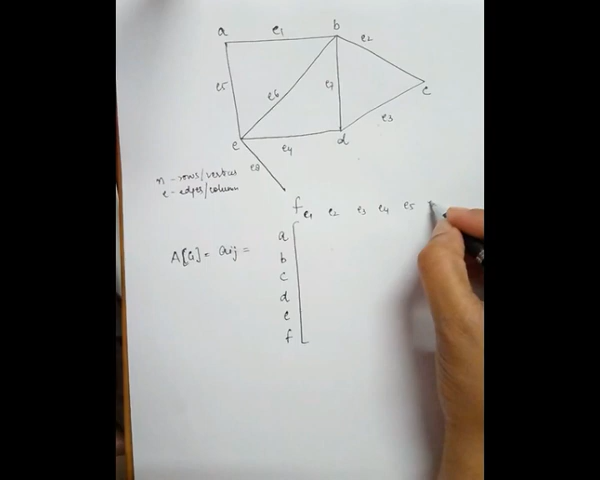 a e1 b e2
e5 e6 e7 c
e3
e d
e4
n - rows/vertices
e8
e - edges/column
f
e1 e2 e3 e4 e5
a
A[G] = aij =
b
c
d
e
f